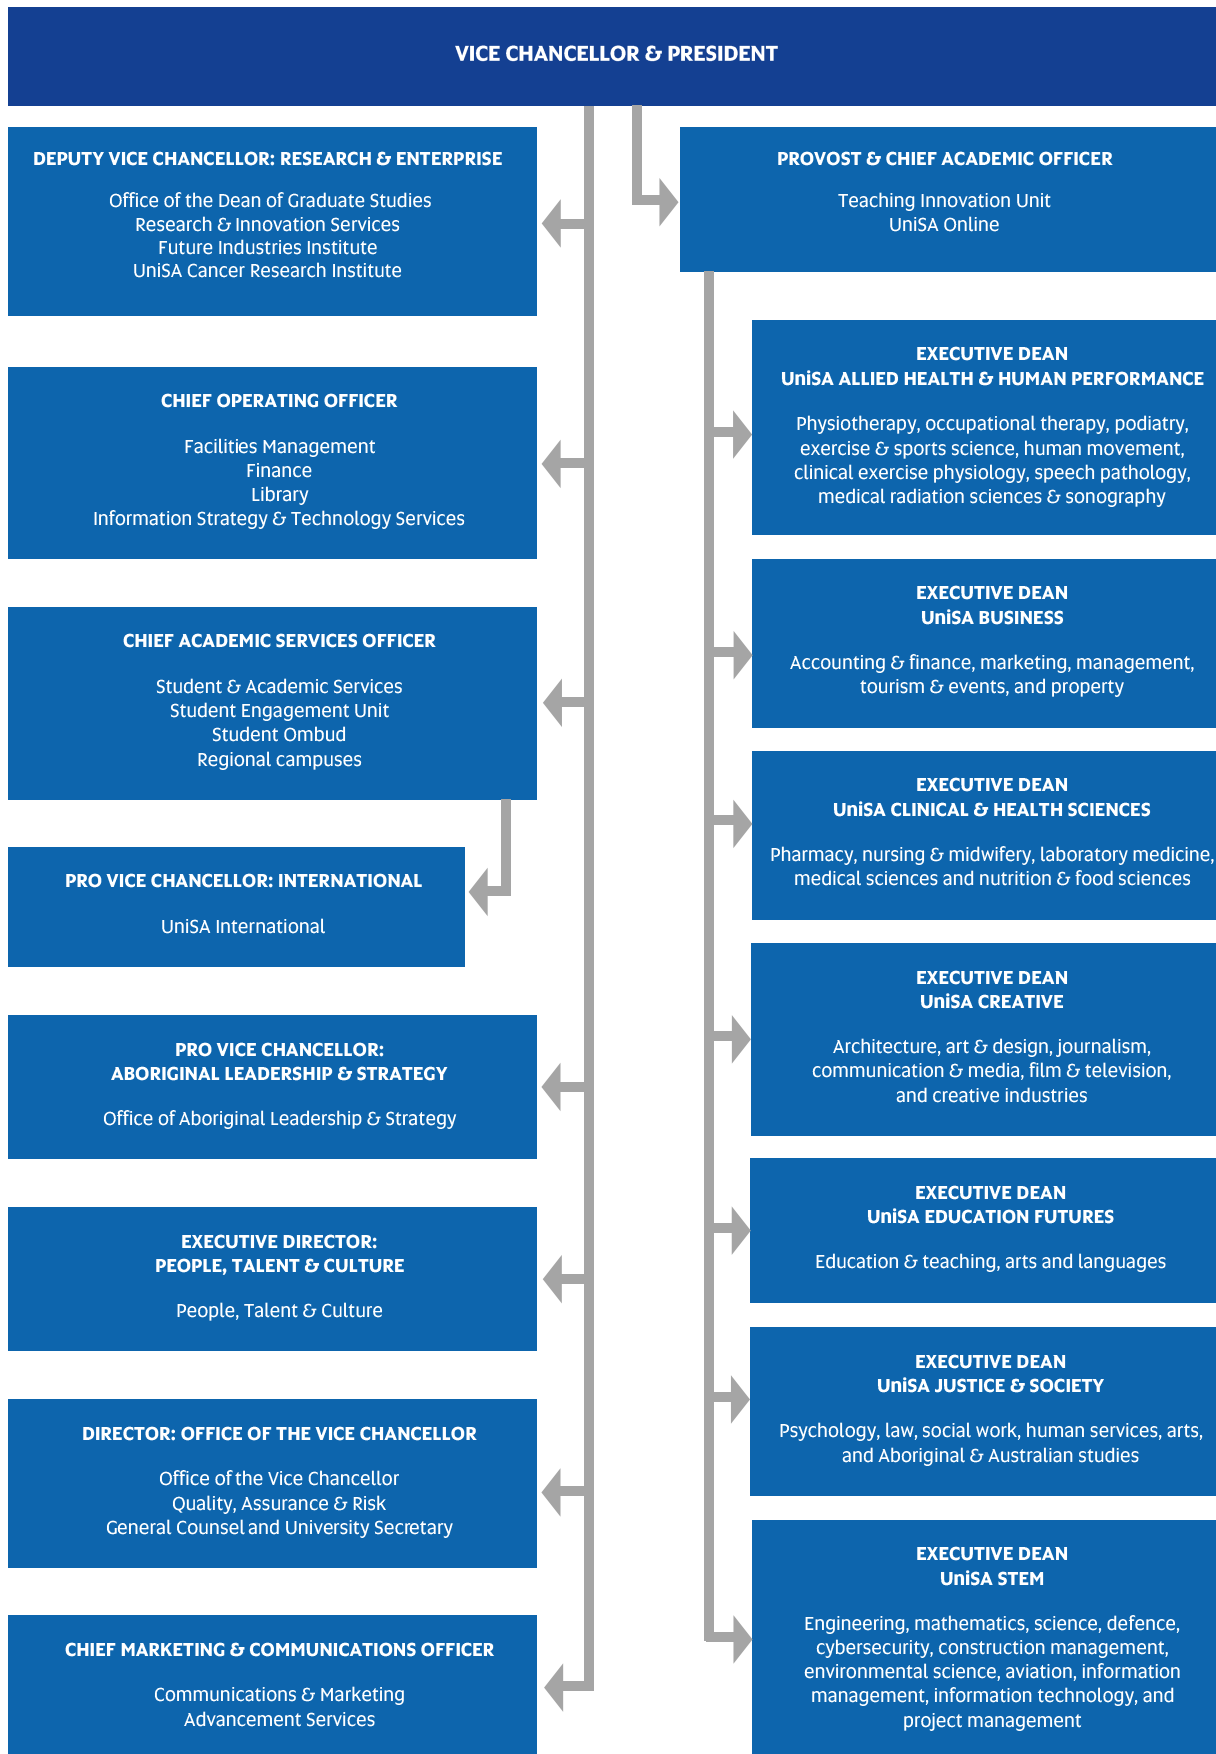 VICE CHANCELLOR & PRESIDENT
DEPUTY VICE CHANCELLOR: RESEARCH & ENTERPRISE
Office of the Dean of Graduate Studies
Research & Innovation Services
Future Industries Institute
UniSA Cancer Research Institute
CHIEF OPERATING OFFICER
Facilities Management
Finance
Library
Information Strategy & Technology Services
CHIEF ACADEMIC SERVICES OFFICER
Student & Academic Services
Student Engagement Unit
Student Ombud
Regional campuses
PRO VICE CHANCELLOR: INTERNATIONAL
UniSA International
PRO VICE CHANCELLOR:
ABORIGINAL LEADERSHIP & STRATEGY
Office of Aboriginal Leadership & Strategy
EXECUTIVE DIRECTOR:
PEOPLE, TALENT & CULTURE
People, Talent & Culture
DIRECTOR: OFFICE OF THE VICE CHANCELLOR
Office of the Vice Chancellor
Quality, Assurance & Risk
General Counsel and University Secretary
CHIEF MARKETING & COMMUNICATIONS OFFICER
Communications & Marketing
Advancement Services
PROVOST & CHIEF ACADEMIC OFFICER
Teaching Innovation Unit
UniSA Online
EXECUTIVE DEAN
UniSA ALLIED HEALTH & HUMAN PERFORMANCE
Physiotherapy, occupational therapy, podiatry,
exercise & sports science, human movement,
clinical exercise physiology, speech pathology,
medical radiation sciences & sonography
EXECUTIVE DEAN
UniSA BUSINESS
Accounting & finance, marketing, management,
tourism & events, and property
EXECUTIVE DEAN
UniSA CLINICAL & HEALTH SCIENCES
Pharmacy, nursing & midwifery, laboratory medicine,
medical sciences and nutrition & food sciences
EXECUTIVE DEAN
UniSA CREATIVE
Architecture, art & design, journalism,
communication & media, film & television,
and creative industries
EXECUTIVE DEAN
UniSA EDUCATION FUTURES
Education & teaching, arts and languages
EXECUTIVE DEAN
UniSA JUSTICE & SOCIETY
Psychology, law, social work, human services, arts,
and Aboriginal & Australian studies
EXECUTIVE DEAN
UniSA STEM
Engineering, mathematics, science, defence,
cybersecurity, construction management,
environmental science, aviation, information
management, information technology, and
project management